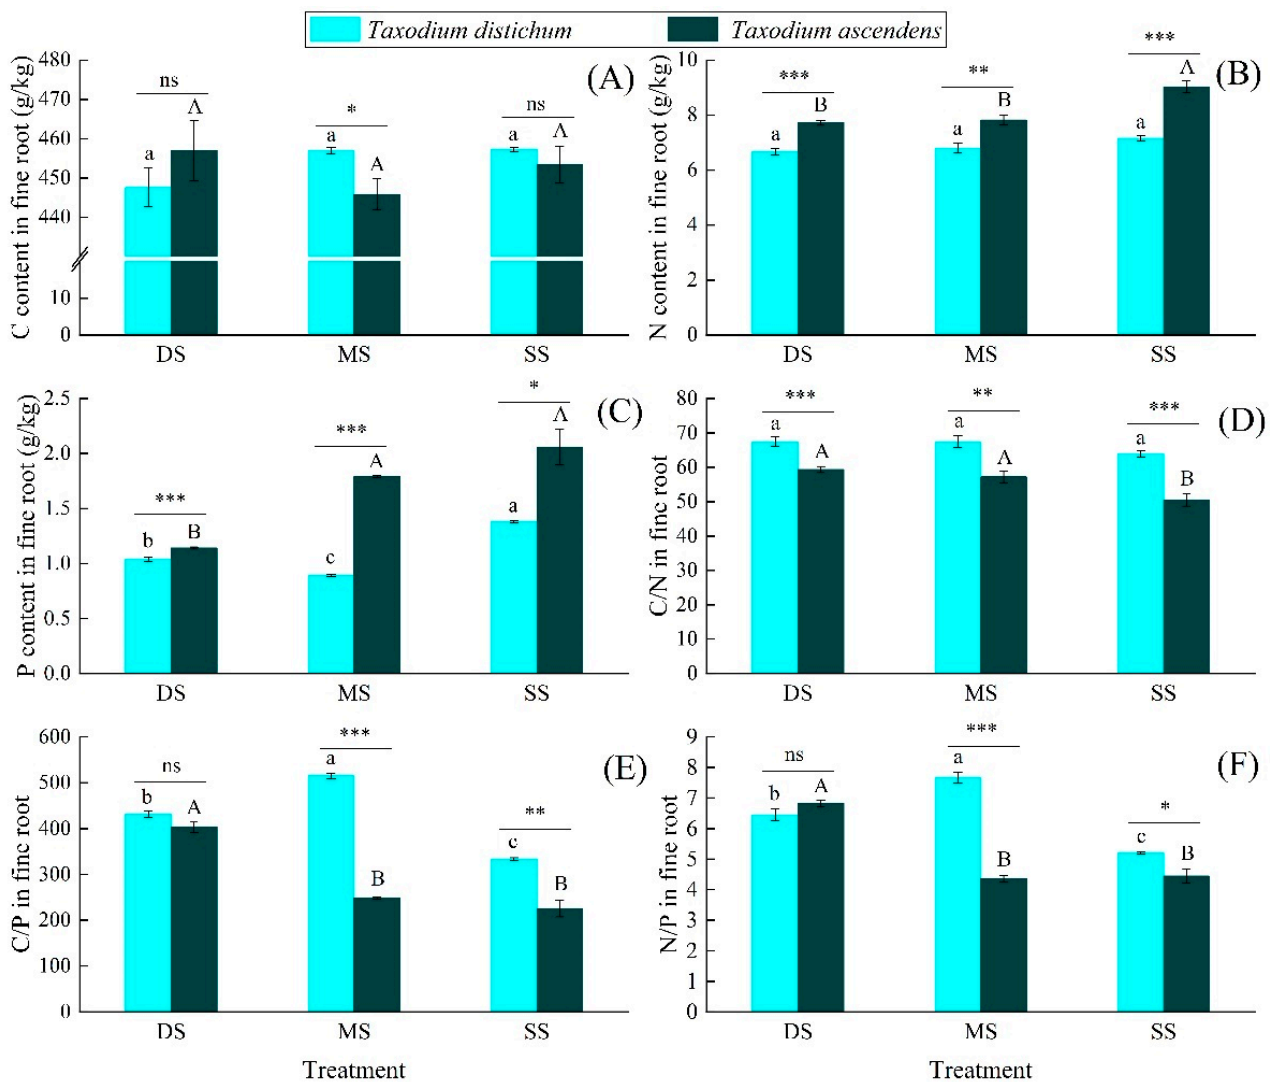 Taxodium distichum Taxodium ascendens
(A)
C content in fine root (g/kg)
480
470
460
450
440
10
0
ns
a A
*
a A
ns
a A
DS MS SS
(B)
N content in fine root (g/kg)
10
8
6
4
2
0
***
a B
**
a B
***
a A
DS MS SS
(C)
P content in fine root (g/kg)
2.5
2.0
1.5
1.0
0.5
0.0
***
b B
***
c A
*
a A
DS MS SS
(D)
C/N in fine root
80
70
60
50
40
30
20
10
0
***
a A
**
a A
***
a B
DS MS SS
(E)
C/P in fine root
600
500
400
300
200
100
0
ns
b A
***
a B
**
c B
DS MS SS
Treatment
(F)
N/P in fine root
9
8
7
6
5
4
3
2
1
0
ns
b A
***
a B
*
c B
DS MS SS
Treatment